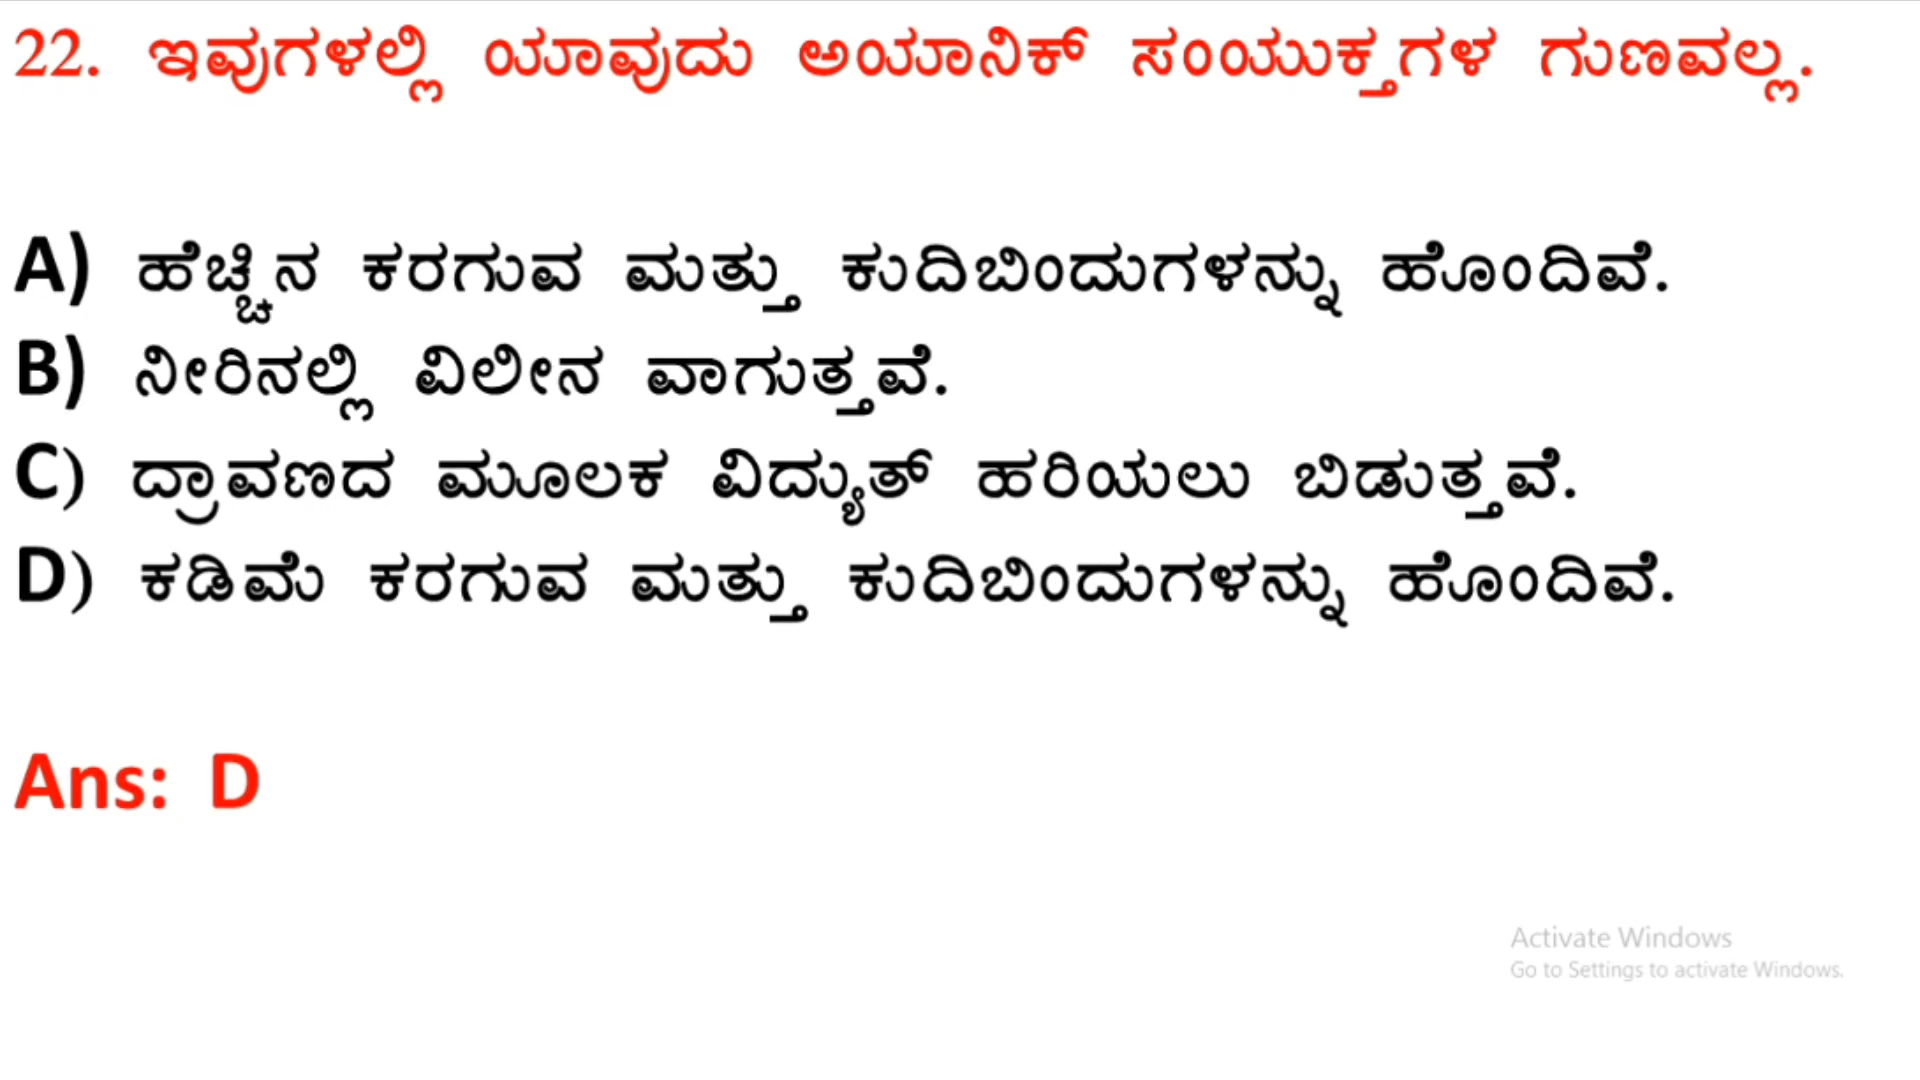 22. ಇವುಗಳಲ್ಲಿ ಯಾವುದು ಅಯಾನಿಕ್ ಸಂಯುಕ್ತಗಳ ಗುಣವಲ್ಲ.
A) ಹೆಚ್ಚಿನ ಕರಗುವ ಮತ್ತು ಕುದಿಬಿಂದುಗಳನ್ನು ಹೊಂದಿವೆ.
B) ನೀರಿನಲ್ಲಿ ವಿಲೀನ ವಾಗುತ್ತವೆ.
C) ದ್ರಾವಣದ ಮೂಲಕ ವಿದ್ಯುತ್ ಹರಿಯಲು ಬಿಡುತ್ತವೆ.
D) ಕಡಿಮೆ ಕರಗುವ ಮತ್ತು ಕುದಿಬಿಂದುಗಳನ್ನು ಹೊಂದಿವೆ.
Ans: D
Activate Windows
Go to Settings to activate Windows.